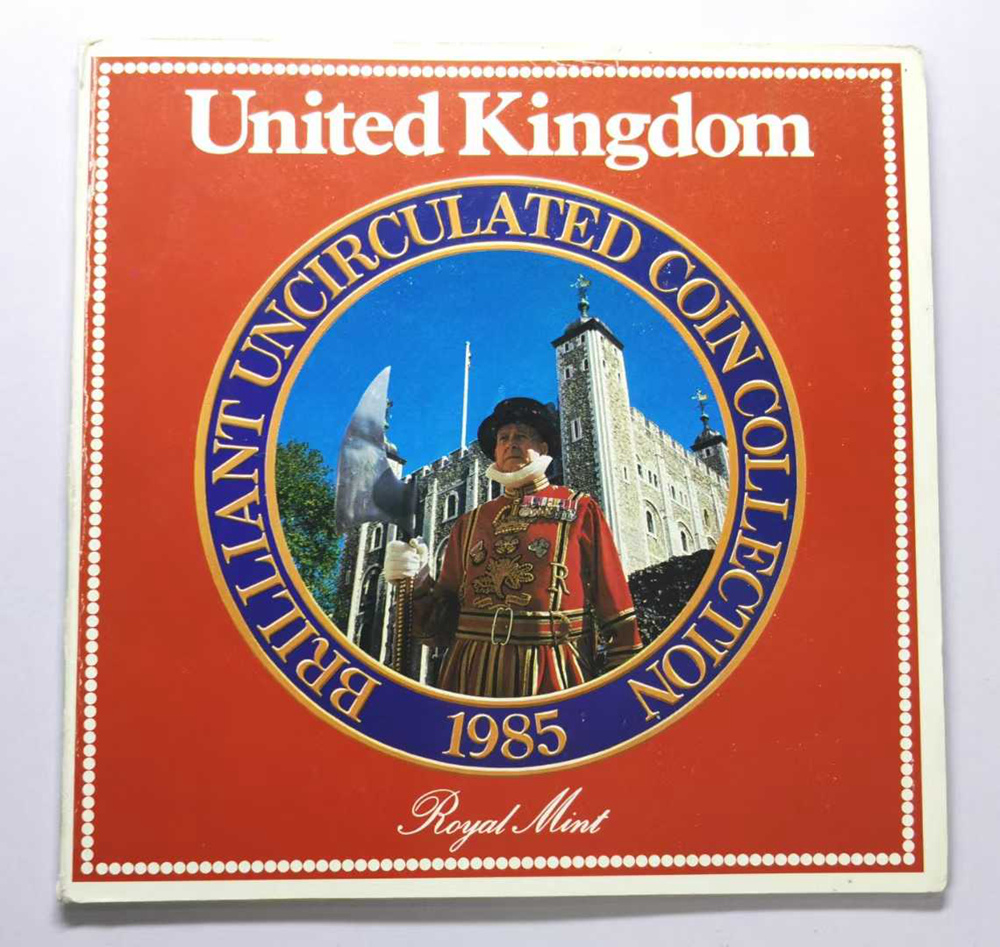 United Kingdom
BRILLIANT UNCIRCULATED COIN COLLECTION
1985
Royal Mint